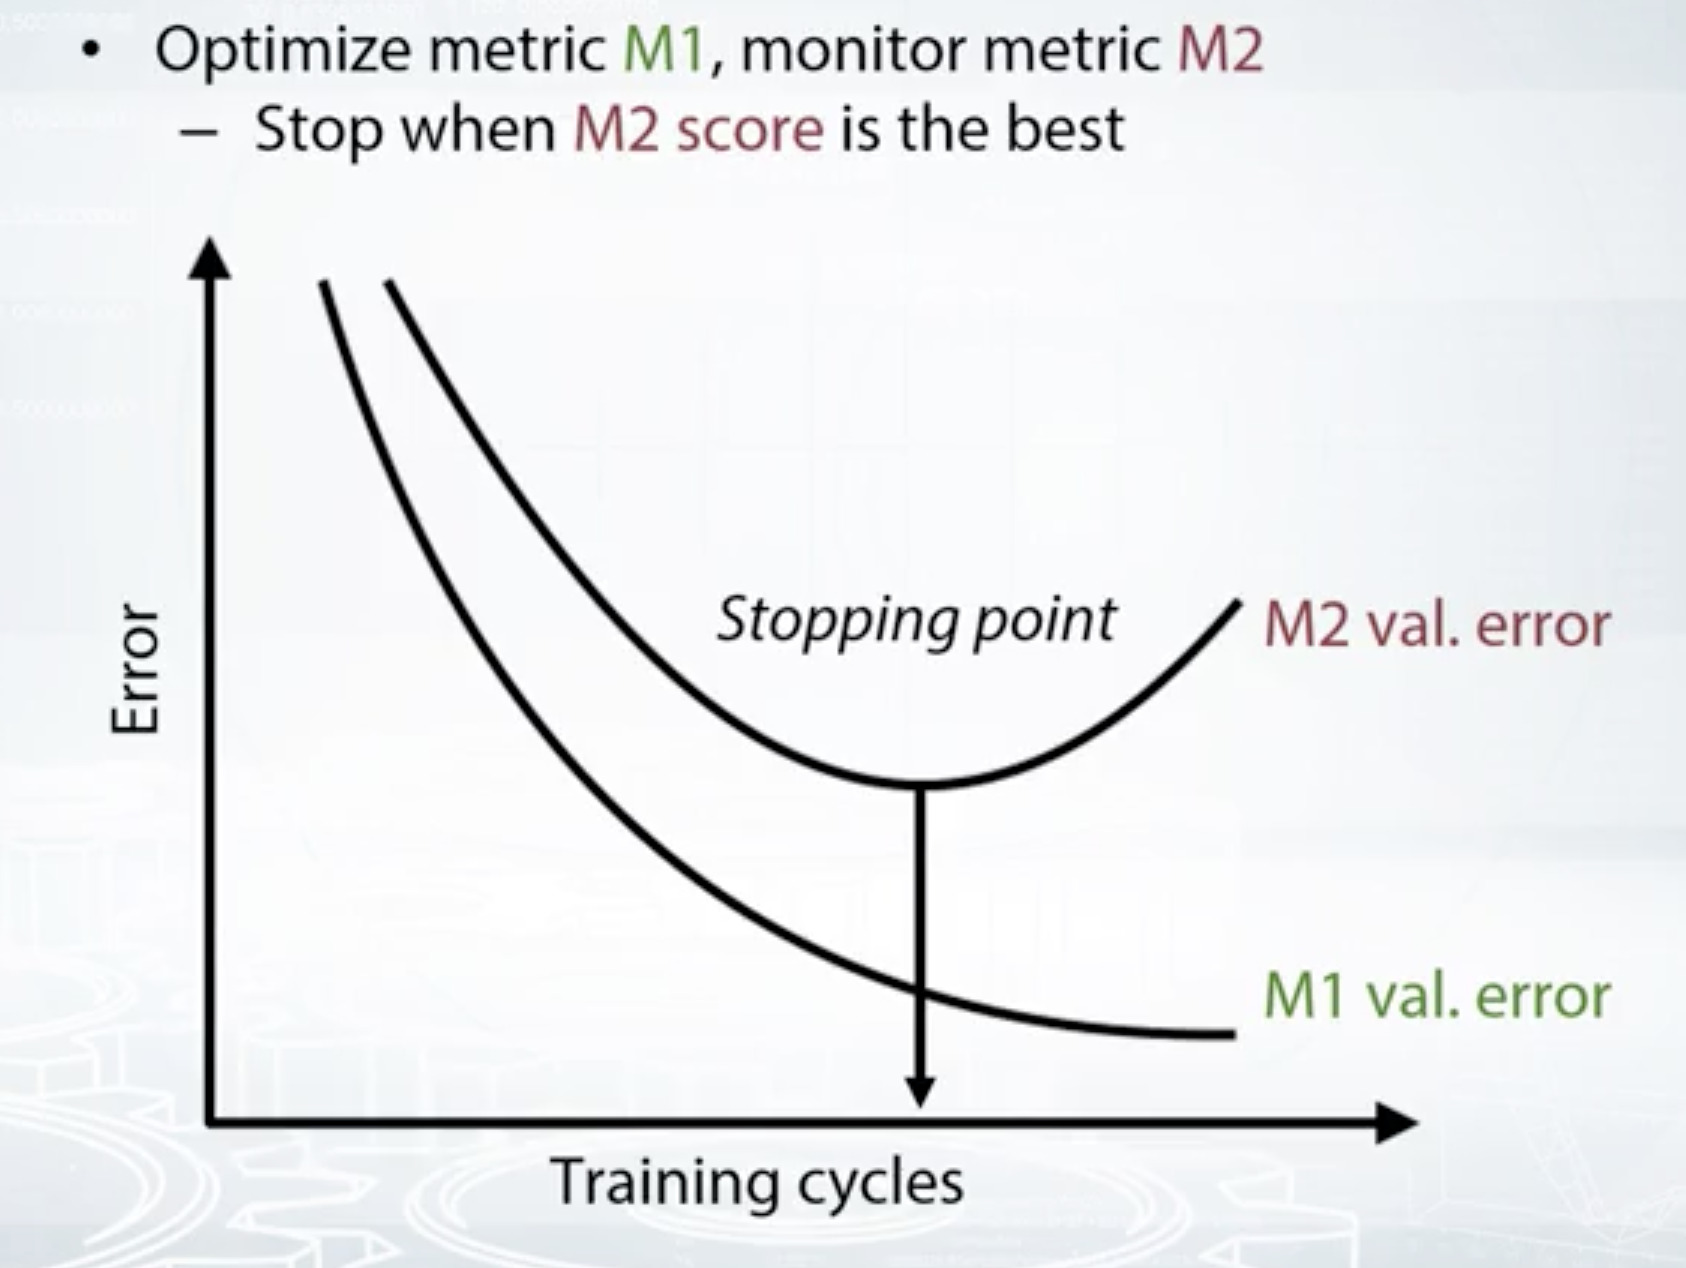 • Optimize metric M1, monitor metric M2
– Stop when M2 score is the best
Error
Stopping point
M2 val. error
M1 val. error
Training cycles